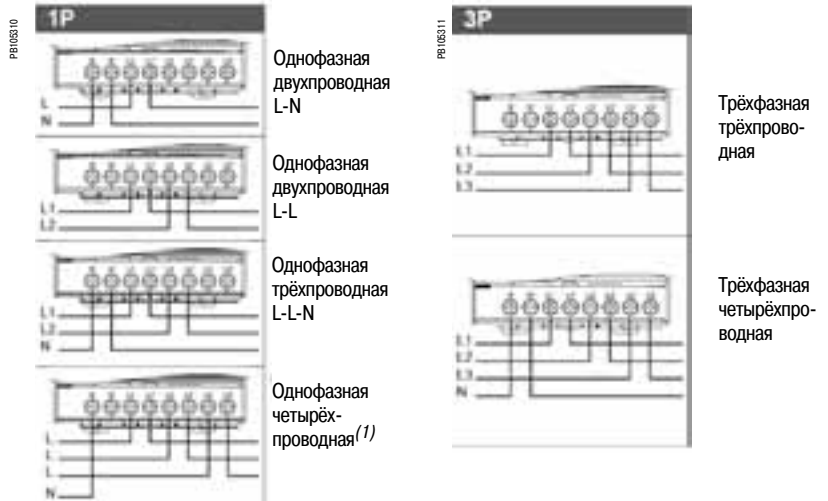 PB105310
1P
Однофазная
двухпроводная
L-N
L
N
Однофазная
двухпроводная
L-L
L1
L2
Однофазная
трёхпроводная
L-L-N
L1
L2
N
Однофазная
четырёх-
проводная(1)
L
L
L
N
PB105311
3P
Трёхфазная
трёхпрово-
дная
L1
L2
L3
Трёхфазная
четырёхпро-
водная
L1
L2
L3
N